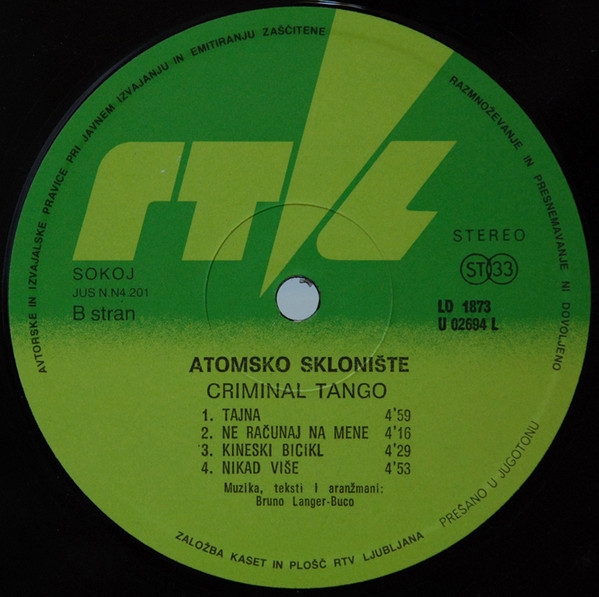 AVTORSKE IN IZVAJALSKE PRAVICE PRI JAVNEM IZVAJANJU IN EMITIRANJU ZAŠČITENE
RAZMNOŽEVANJE IN PRESNEMAVANJE NI DOVOLJENO
RTL
STEREO
SOKOJ
ST 33
JUS N.N4.201
B stran
LD 1873
U 02694 L
ATOMSKO SKLONIŠTE
CRIMINAL TANGO
1. TAJNA 4'59
2. NE RAČUNAJ NA MENE 4'16
3. KINESKI BICIKL 4'29
4. NIKAD VIŠE 4'53
Muzika, teksti I aranžmani:
Bruno Langer-Buco
PREŠANO U JUGOTONU
ZALOŽBA KASET IN PLOŠČ RTV LJUBLJANA